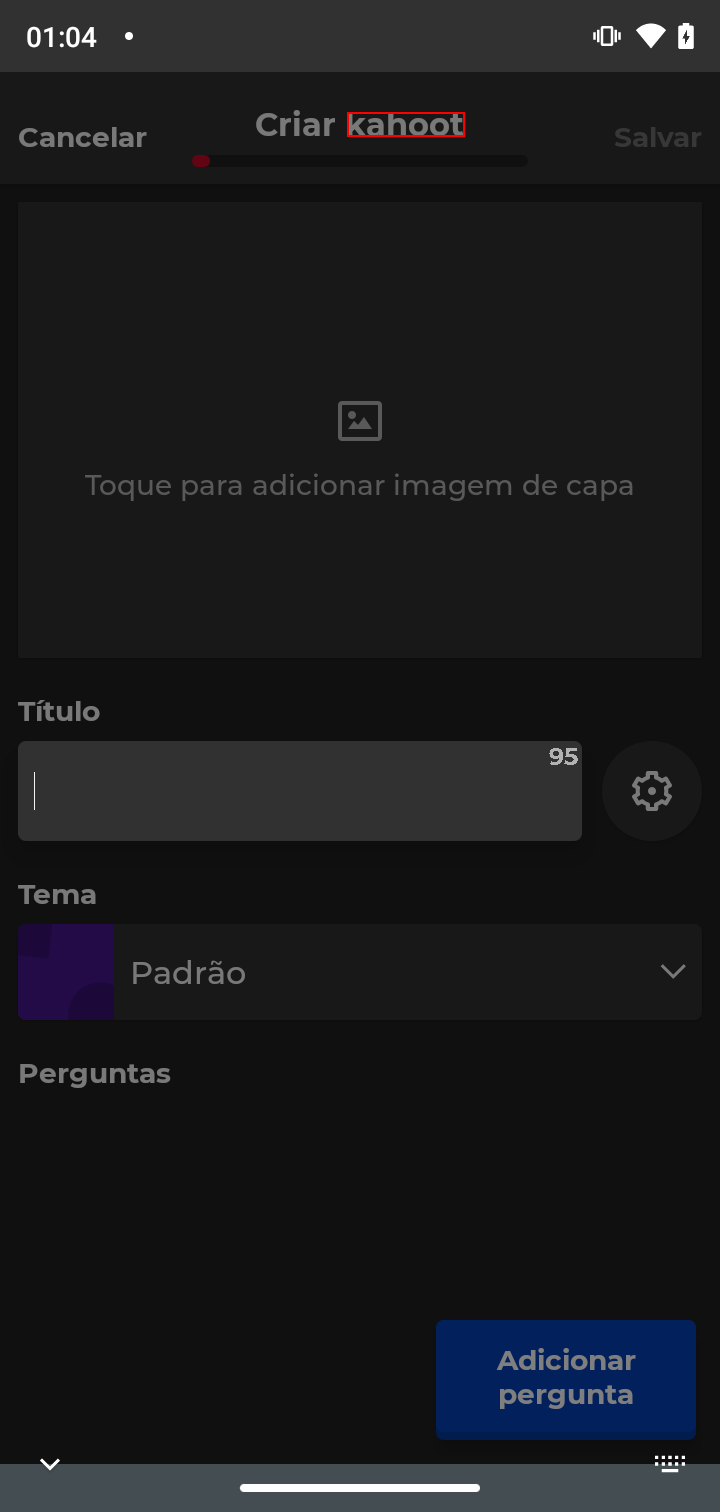 01:04
Cancelar
Criar kahoot
Salvar
Toque para adicionar imagem de capa
Título
95
Tema
Padrão
Perguntas
Adicionar
pergunta